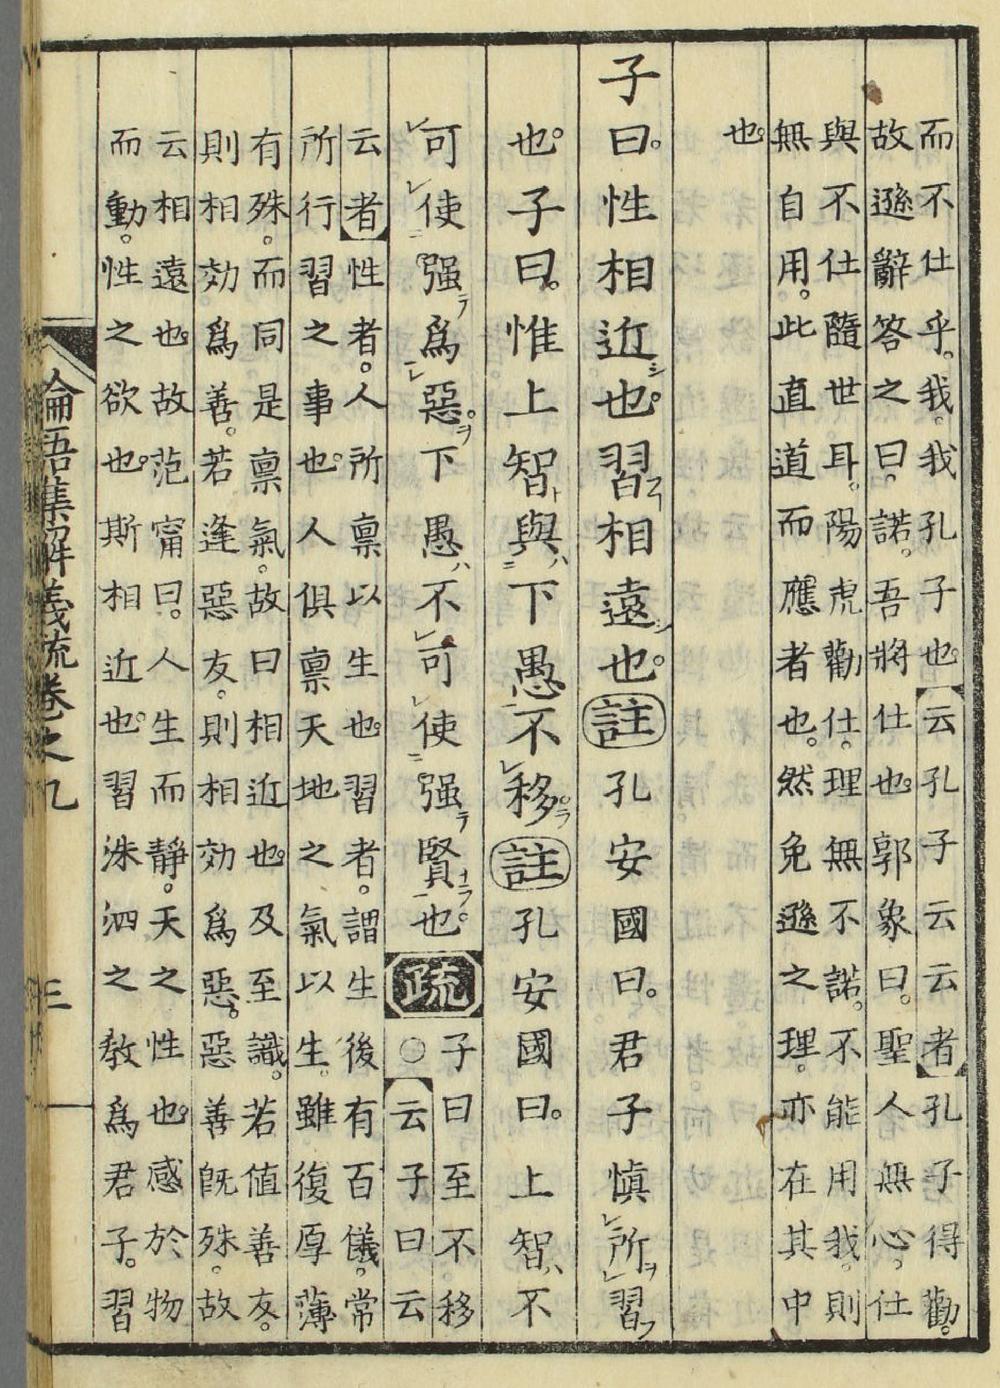 而不仕乎。我。我孔子也。云孔子云云者孔子得勸。
故遜辭答之曰。諾。吾將仕也。郭象曰。聖人無心。仕
與不仕隨世耳。陽虎勸仕。理無不諾。不能用我。則
無自用。此直道而應者也。然免遜之理。亦在其中
也。
子曰。性相近也。習相遠也。註孔安國曰。君子慎所習
也。子曰。惟上智與下愚不移。註孔安國曰。上智不
可使强爲惡。下愚不可使强賢也。疏
子曰至不移
○云子曰云
云者性者。人所稟以生也。習者。謂生後有百儀。常
所行習之事也。人俱稟天地之氣以生。雖復厚薄
有殊。而同是稟氣。故曰相近也。及至識。若值善友。
則相効爲善。若逢惡友。則相効爲惡。惡善既殊。故
云相遠也。故范甯曰。人生而靜。天之性也。感於物
而動。性之欲也。斯相近也。習洙泗之敎爲君子。習
論語集解義疏卷之九
三